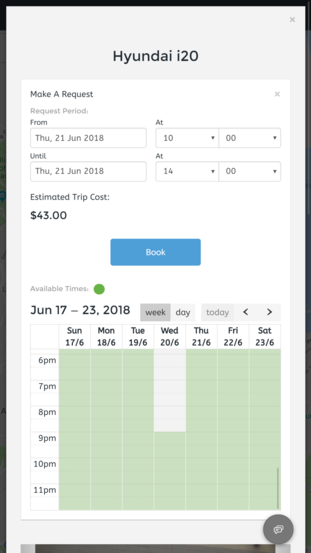 ×
Hyundai i20
Make A Request ×
Request Period:
From At
Thu, 21 Jun 2018 10 00
Until At
Thu, 21 Jun 2018 14 00
Estimated Trip Cost:
$43.00
Book
Available Times:
Jun 17 — 23, 2018 week day today < >
Sun Mon Tue Wed Thu Fri Sat
17/6 18/6 19/6 20/6 21/6 22/6 23/6
6pm
7pm
8pm
9pm
10pm
11pm